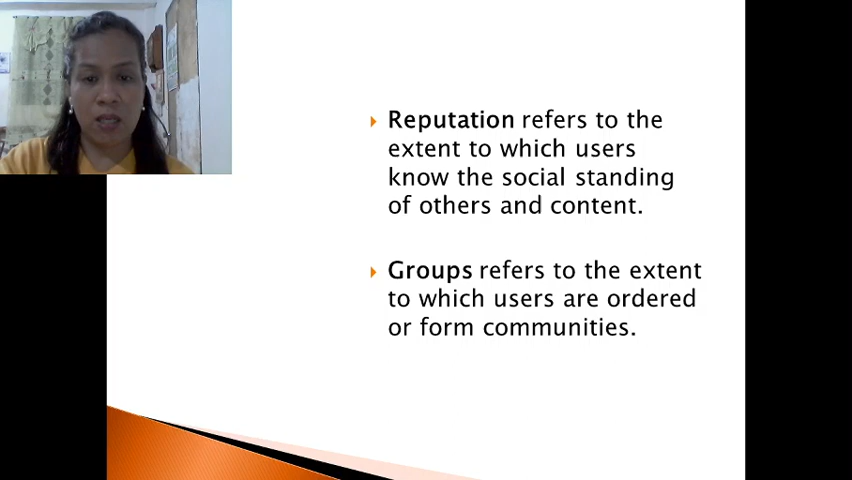 Reputation refers to the
extent to which users
know the social standing
of others and content.
Groups refers to the extent
to which users are ordered
or form communities.